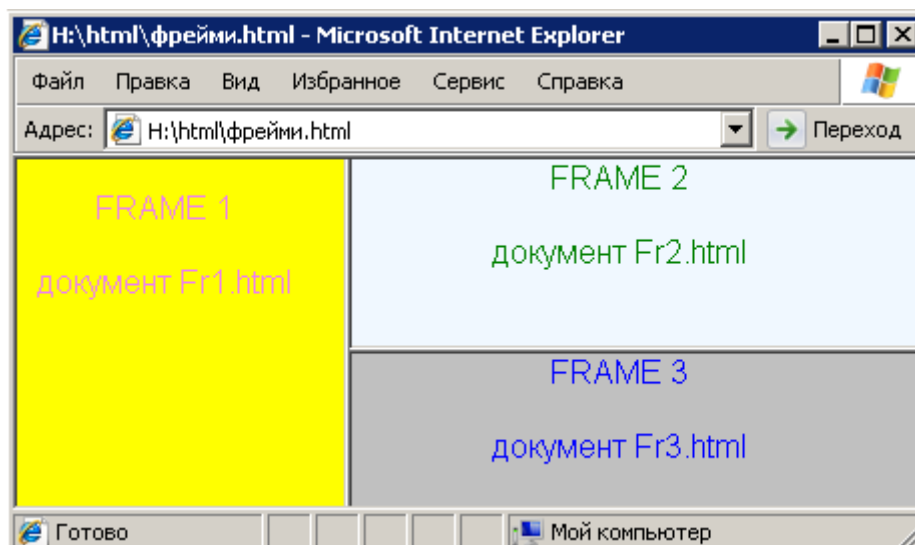 H:\html\фрейми.html - Microsoft Internet Explorer
Файл Правка Вид Избранное Сервис Справка
Адрес: H:\html\фрейми.html Переход
FRAME 1
документ Fr1.html
FRAME 2
документ Fr2.html
FRAME 3
документ Fr3.html
Готово Мой компьютер